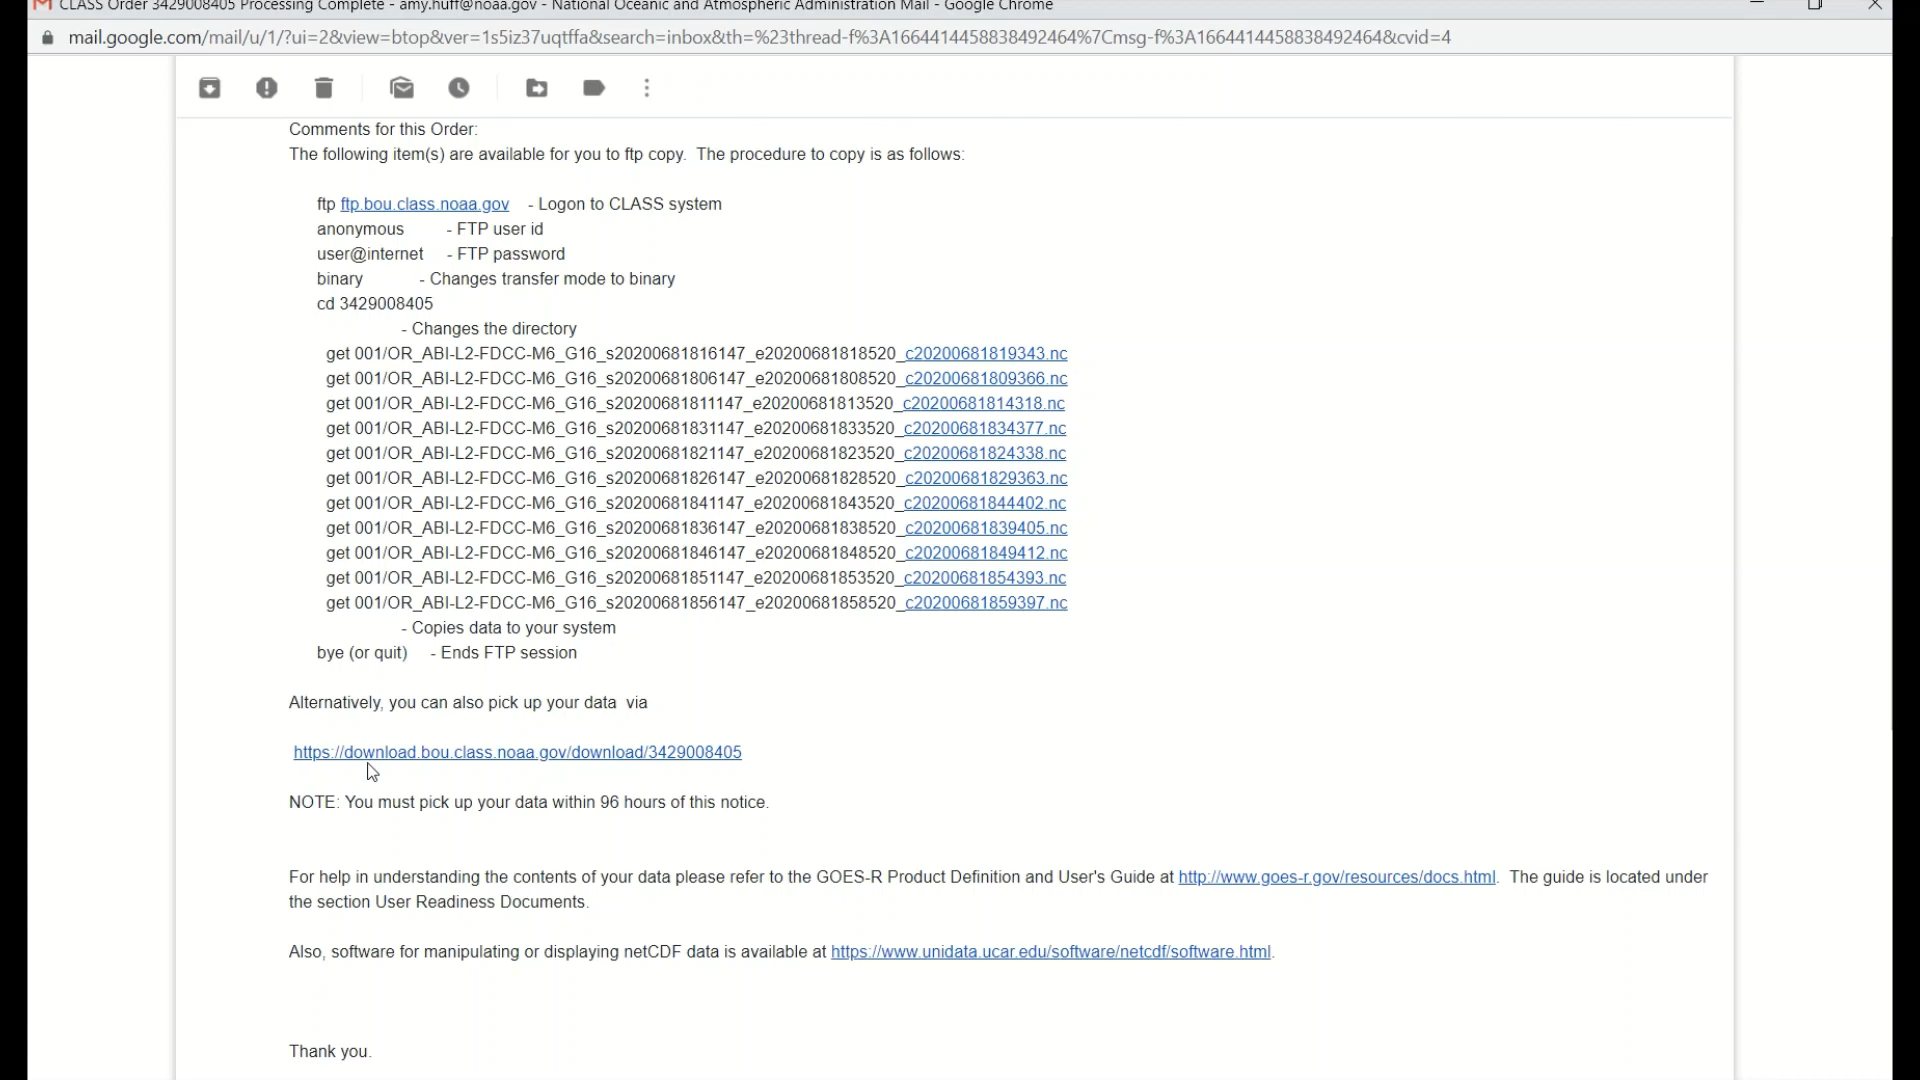 CLASS Order 3429008405 Processing Complete - amy.huff@noaa.gov - National Oceanic and Atmospheric Administration Mail - Google Chrome
mail.google.com/mail/u/1/?ui=2&view=btop&ver=1s5iz37uqtffa&search=inbox&th=%23thread-f%3A1664414458838492464%7Cmsg-f%3A1664414458838492464&cvid=4
Comments for this Order:
The following item(s) are available for you to ftp copy.  The procedure to copy is as follows:
ftp ftp.bou.class.noaa.gov - Logon to CLASS system
anonymous - FTP user id
user@internet - FTP password
binary - Changes transfer mode to binary
cd 3429008405
- Changes the directory
get 001/OR_ABI-L2-FDCC-M6_G16_s20200681816147_e20200681818520_c20200681819343.nc
get 001/OR_ABI-L2-FDCC-M6_G16_s20200681806147_e20200681808520_c20200681809366.nc
get 001/OR_ABI-L2-FDCC-M6_G16_s20200681811147_e20200681813520_c20200681814318.nc
get 001/OR_ABI-L2-FDCC-M6_G16_s20200681831147_e20200681833520_c20200681834377.nc
get 001/OR_ABI-L2-FDCC-M6_G16_s20200681821147_e20200681823520_c20200681824338.nc
get 001/OR_ABI-L2-FDCC-M6_G16_s20200681826147_e20200681828520_c20200681829363.nc
get 001/OR_ABI-L2-FDCC-M6_G16_s20200681841147_e20200681843520_c20200681844402.nc
get 001/OR_ABI-L2-FDCC-M6_G16_s20200681836147_e20200681838520_c20200681839405.nc
get 001/OR_ABI-L2-FDCC-M6_G16_s20200681846147_e20200681848520_c20200681849412.nc
get 001/OR_ABI-L2-FDCC-M6_G16_s20200681851147_e20200681853520_c20200681854393.nc
get 001/OR_ABI-L2-FDCC-M6_G16_s20200681856147_e20200681858520_c20200681859397.nc
- Copies data to your system
bye (or quit) - Ends FTP session
Alternatively, you can also pick up your data  via
https://download.bou.class.noaa.gov/download/3429008405
NOTE: You must pick up your data within 96 hours of this notice.
For help in understanding the contents of your data please refer to the GOES-R Product Definition and User's Guide at http://www.goes-r.gov/resources/docs.html.  The guide is located under
the section User Readiness Documents.
Also, software for manipulating or displaying netCDF data is available at https://www.unidata.ucar.edu/software/netcdf/software.html.
Thank you.